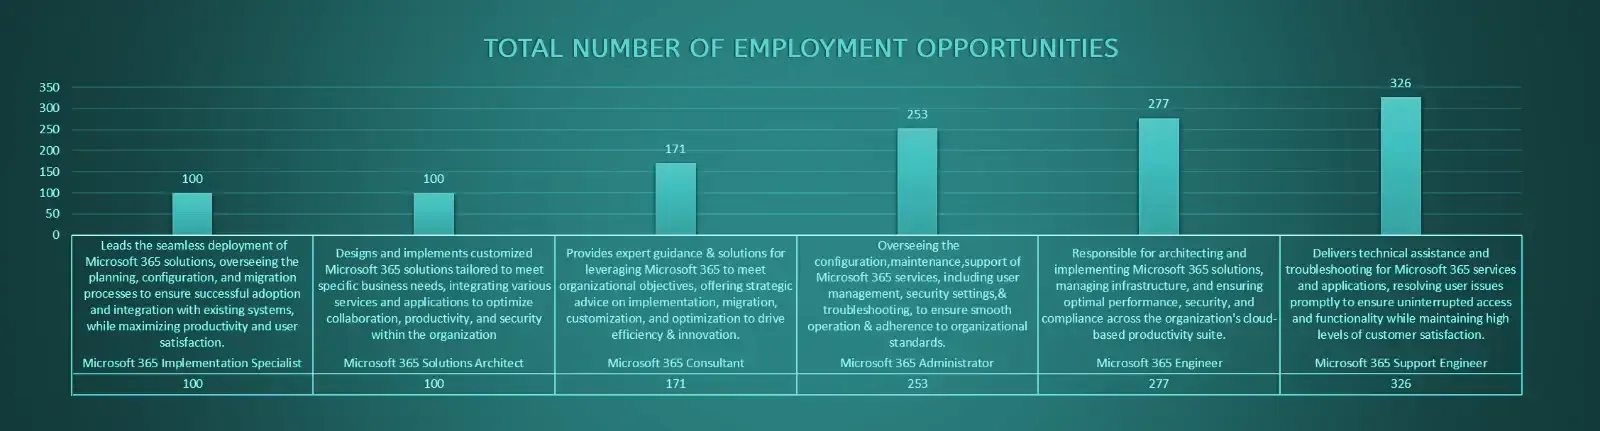 TOTAL NUMBER OF EMPLOYMENT OPPORTUNITIES
350
300
250
200
150
100
50
0
100
100
171
253
277
326
Leads the seamless deployment of
Microsoft 365 solutions, overseeing the
planning, configuration, and migration
processes to ensure successful adoption
and integration with existing systems,
while maximizing productivity and user
satisfaction.
Microsoft 365 Implementation Specialist
100
Designs and implements customized
Microsoft 365 solutions tailored to meet
specific business needs, integrating various
services and applications to optimize
collaboration, productivity, and security
within the organization
Microsoft 365 Solutions Architect
100
Provides expert guidance & solutions for
leveraging Microsoft 365 to meet
organizational objectives, offering strategic
advice on implementation, migration,
customization, and optimization to drive
efficiency & innovation.
Microsoft 365 Consultant
171
Overseeing the
configuration,maintenance,support of
Microsoft 365 services, including user
management, security settings,&
troubleshooting, to ensure smooth
operation & adherence to organizational
standards.
Microsoft 365 Administrator
253
Responsible for architecting and
implementing Microsoft 365 solutions,
managing infrastructure, and ensuring
optimal performance, security, and
compliance across the organization's cloud-
based productivity suite.
Microsoft 365 Engineer
277
Delivers technical assistance and
troubleshooting for Microsoft 365 services
and applications, resolving user issues
promptly to ensure uninterrupted access
and functionality while maintaining high
levels of customer satisfaction.
Microsoft 365 Support Engineer
326